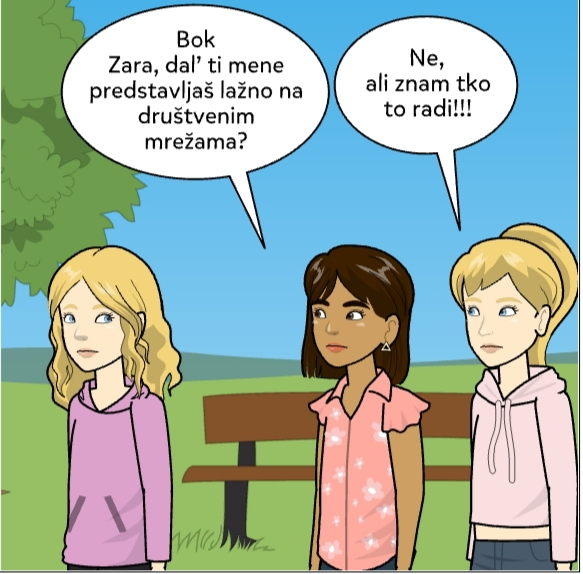 Bok
Zara, dal' ti mene
predstavljaš lažno na
društvenim
mrežama?
Ne,
ali znam tko
to radi!!!